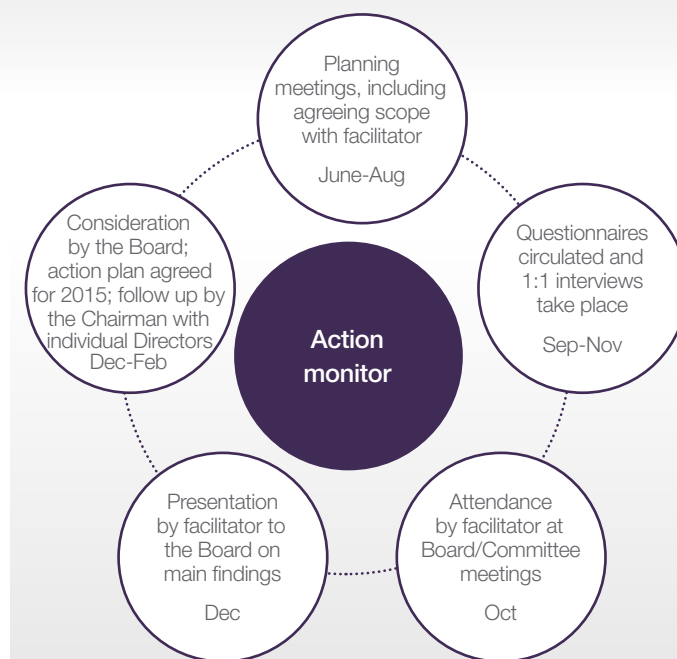 Planning
meetings, including
agreeing scope
with facilitator
June-Aug
Questionnaires
circulated and
1:1 interviews
take place
Sep-Nov
Attendance
by facilitator at
Board/Committee
meetings
Oct
Presentation
by facilitator to
the Board on
main findings
Dec
Consideration
by the Board;
action plan agreed
for 2015; follow up by
the Chairman with
individual Directors
Dec-Feb
Action
monitor